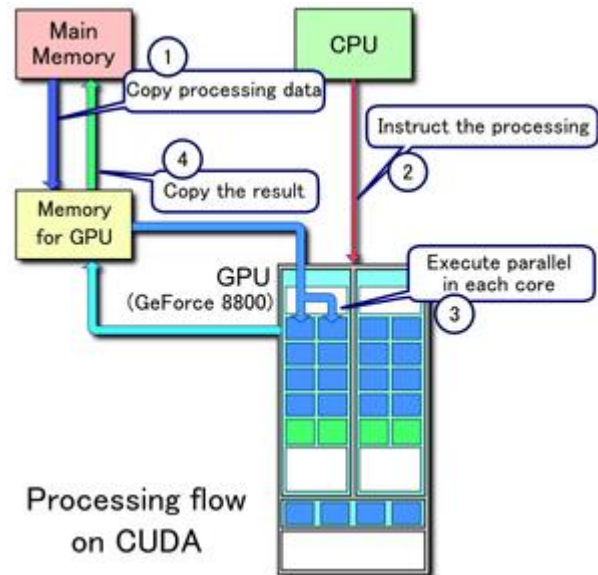 Main
Memory
CPU
1
Copy processing data
Instruct the processing
2
4
Copy the result
Memory
for GPU
GPU
(GeForce 8800)
Execute parallel
in each core
3
Processing flow
on CUDA